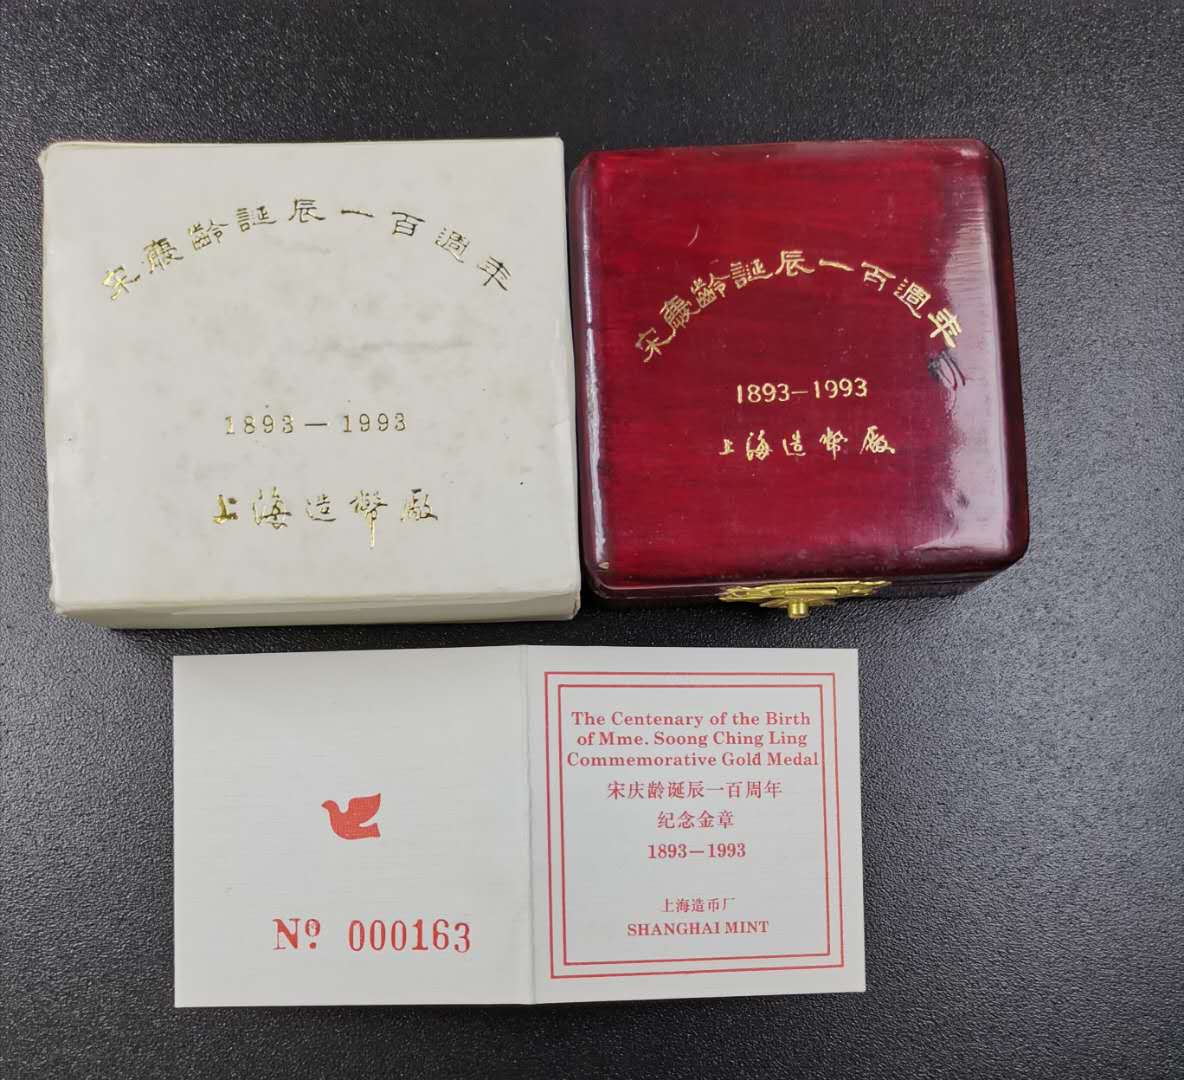 宋慶齡誕辰一百週年
1893—1993
上海造幣廠
宋慶齡誕辰一百週年
1893—1993
上海造幣廠
Nº 000163
The Centenary of the Birth
of Mme. Soong Ching Ling
Commemorative Gold Medal
宋庆龄诞辰一百周年
纪念金章
1893—1993
上海造币厂
SHANGHAI MINT